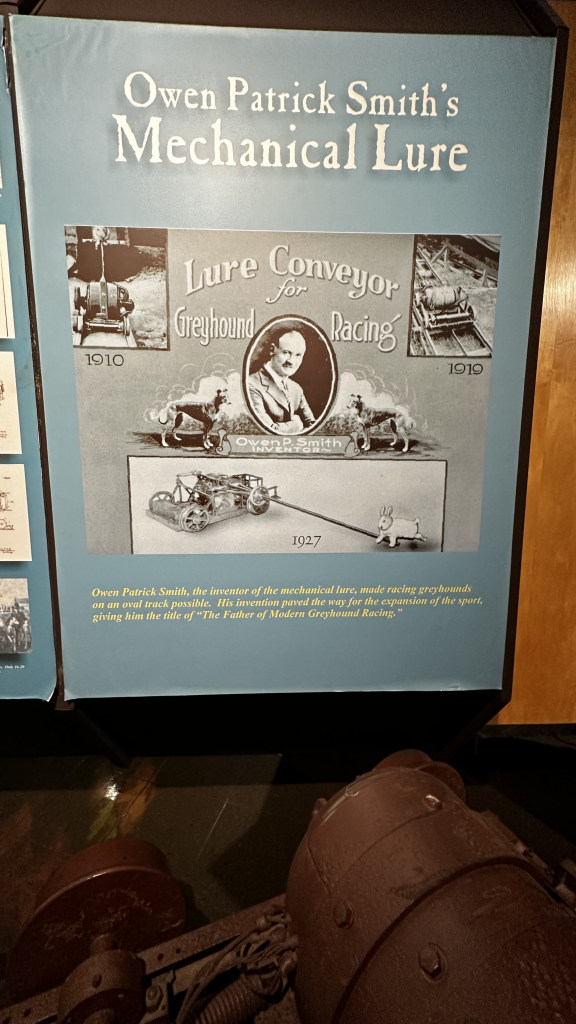 Owen Patrick Smith's
Mechanical Lure
Lure Conveyor
for
Greyhound Racing
1910
1919
Owen P. Smith
INVENTOR
1927
Owen Patrick Smith, the inventor of the mechanical lure, made racing greyhounds
on an oval track possible. His invention paved the way for the expansion of the sport,
giving him the title of "The Father of Modern Greyhound Racing."